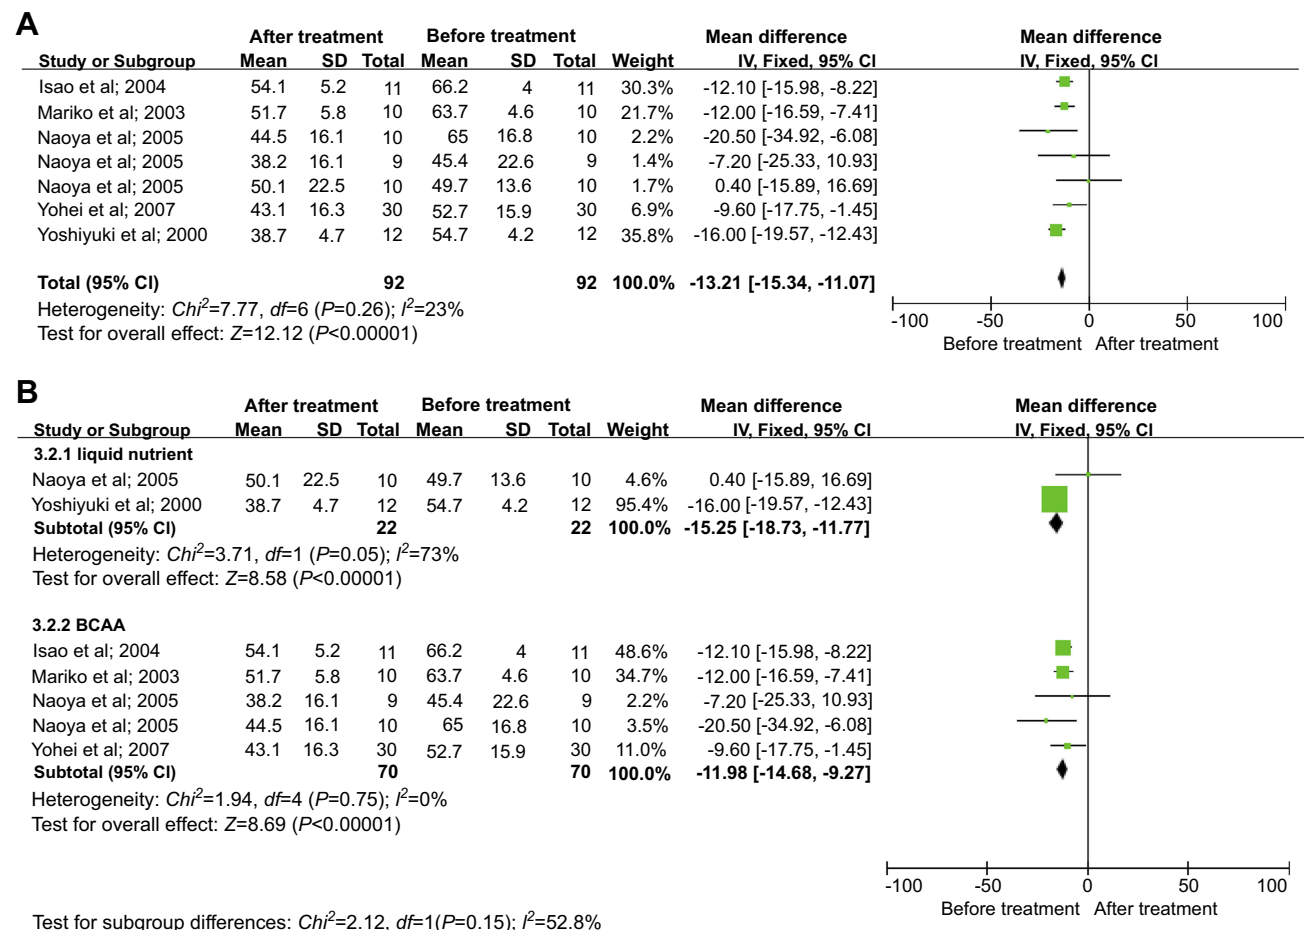 A
After treatment Before treatment Mean difference Mean difference
Study or Subgroup Mean SD Total Mean SD Total Weight IV, Fixed, 95% CI IV, Fixed, 95% CI
Isao et al; 2004 54.1 5.2 11 66.2 4 11 30.3% -12.10 [-15.98, -8.22]
Mariko et al; 2003 51.7 5.8 10 63.7 4.6 10 21.7% -12.00 [-16.59, -7.41]
Naoya et al; 2005 44.5 16.1 10 65 16.8 10 2.2% -20.50 [-34.92, -6.08]
Naoya et al; 2005 38.2 16.1 9 45.4 22.6 9 1.4% -7.20 [-25.33, 10.93]
Naoya et al; 2005 50.1 22.5 10 49.7 13.6 10 1.7% 0.40 [-15.89, 16.69]
Yohei et al; 2007 43.1 16.3 30 52.7 15.9 30 6.9% -9.60 [-17.75, -1.45]
Yoshiyuki et al; 2000 38.7 4.7 12 54.7 4.2 12 35.8% -16.00 [-19.57, -12.43]
Total (95% CI) 92 92 100.0% -13.21 [-15.34, -11.07]
Heterogeneity: Chi²=7.77, df=6 (P=0.26); I²=23%
Test for overall effect: Z=12.12 (P<0.00001)
-100 -50 0 50 100
Before treatment After treatment
B
After treatment Before treatment Mean difference Mean difference
Study or Subgroup Mean SD Total Mean SD Total Weight IV, Fixed, 95% CI IV, Fixed, 95% CI
3.2.1 liquid nutrient
Naoya et al; 2005 50.1 22.5 10 49.7 13.6 10 4.6% 0.40 [-15.89, 16.69]
Yoshiyuki et al; 2000 38.7 4.7 12 54.7 4.2 12 95.4% -16.00 [-19.57, -12.43]
Subtotal (95% CI) 22 22 100.0% -15.25 [-18.73, -11.77]
Heterogeneity: Chi²=3.71, df=1 (P=0.05); I²=73%
Test for overall effect: Z=8.58 (P<0.00001)
3.2.2 BCAA
Isao et al; 2004 54.1 5.2 11 66.2 4 11 48.6% -12.10 [-15.98, -8.22]
Mariko et al; 2003 51.7 5.8 10 63.7 4.6 10 34.7% -12.00 [-16.59, -7.41]
Naoya et al; 2005 38.2 16.1 9 45.4 22.6 9 2.2% -7.20 [-25.33, 10.93]
Naoya et al; 2005 44.5 16.1 10 65 16.8 10 3.5% -20.50 [-34.92, -6.08]
Yohei et al; 2007 43.1 16.3 30 52.7 15.9 30 11.0% -9.60 [-17.75, -1.45]
Subtotal (95% CI) 70 70 100.0% -11.98 [-14.68, -9.27]
Heterogeneity: Chi²=1.94, df=4 (P=0.75); I²=0%
Test for overall effect: Z=8.69 (P<0.00001)
-100 -50 0 50 100
Before treatment After treatment
Test for subgroup differences: Chi²=2.12, df=1(P=0.15); I²=52.8%